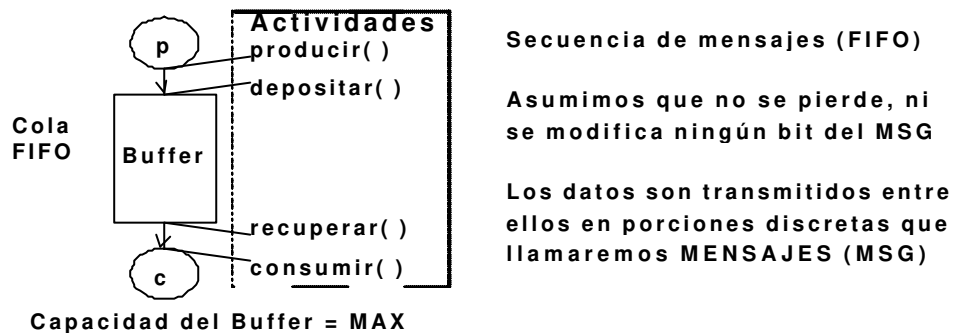 Actividades
p
producir( )
depositar( )
Cola
FIFO
Buffer
recuperar( )
consumir( )
c
Capacidad del Buffer = MAX
Secuencia de mensajes (FIFO)
Asumimos que no se pierde, ni
se modifica ningún bit del MSG
Los datos son transmitidos entre
ellos en porciones discretas que
llamaremos MENSAJES (MSG)